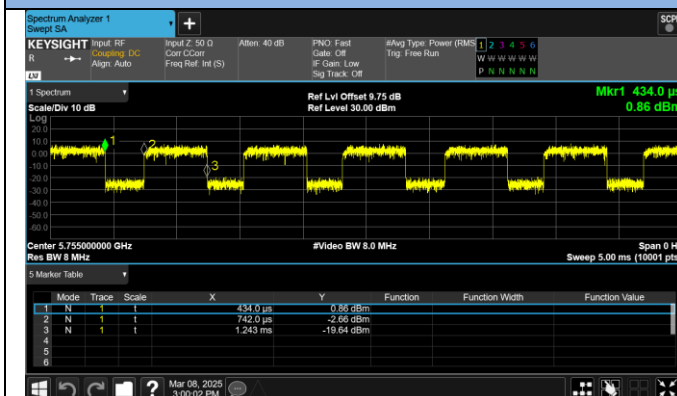 Spectrum Analyzer 1
Swept SA
+
KEYSIGHT Input: RF Input Z: 50 Ω Atten: 40 dB PNO: Fast #Avg Type: Power (RMS 1 2 3 4 5 6
R Coupling: DC Corr CCorr Gate: Off Trig: Free Run W W W W W W
Align: Auto Freq Ref: Int (S) IF Gain: Low
Sig Track: Off P N N N N N
LXI
1 Spectrum
Ref Lvl Offset 9.75 dB Mkr1 434.0 µs
Scale/Div 10 dB Ref Level 30.00 dBm 0.86 dBm
Log
20.0
10.0
0.00
-10.0
-20.0
-30.0
-40.0
-50.0
-60.0
1
2
3
Center 5.755000000 GHz #Video BW 8.0 MHz Span 0 H
Res BW 8 MHz Sweep 5.00 ms (10001 pts
5 Marker Table
Mode Trace Scale X Y Function Function Width Function Value
1 N 1 t 434.0 µs 0.86 dBm
2 N 1 t 742.0 µs -2.66 dBm
3 N 1 t 1.243 ms -19.64 dBm
4
5
6
? Mar 08, 2025
3:00:02 PM